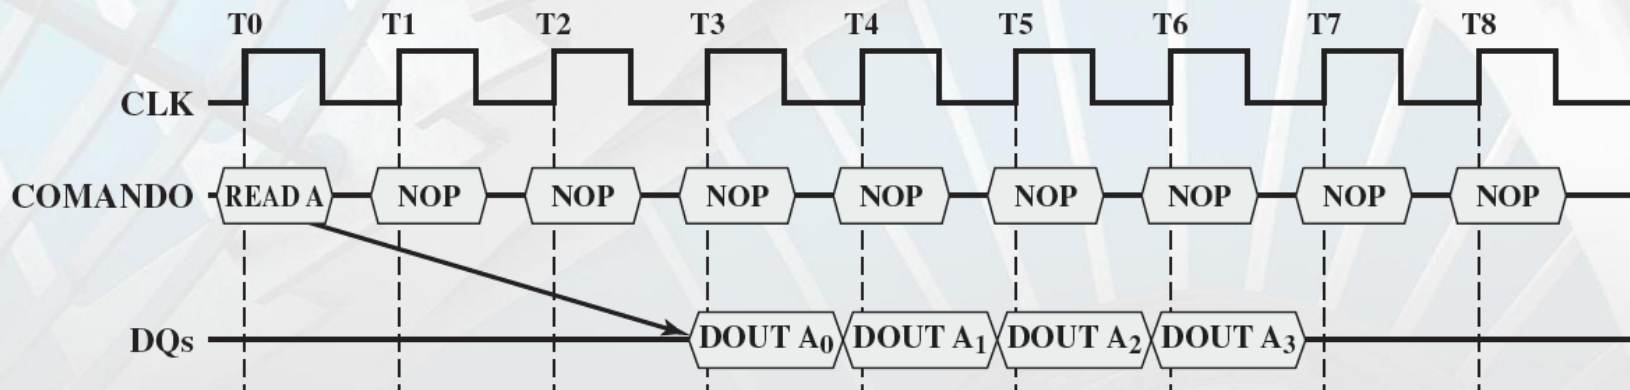 T0 T1 T2 T3 T4 T5 T6 T7 T8
CLK
COMANDO READ A NOP NOP NOP NOP NOP NOP NOP NOP
DQs DOUT A0 DOUT A1 DOUT A2 DOUT A3